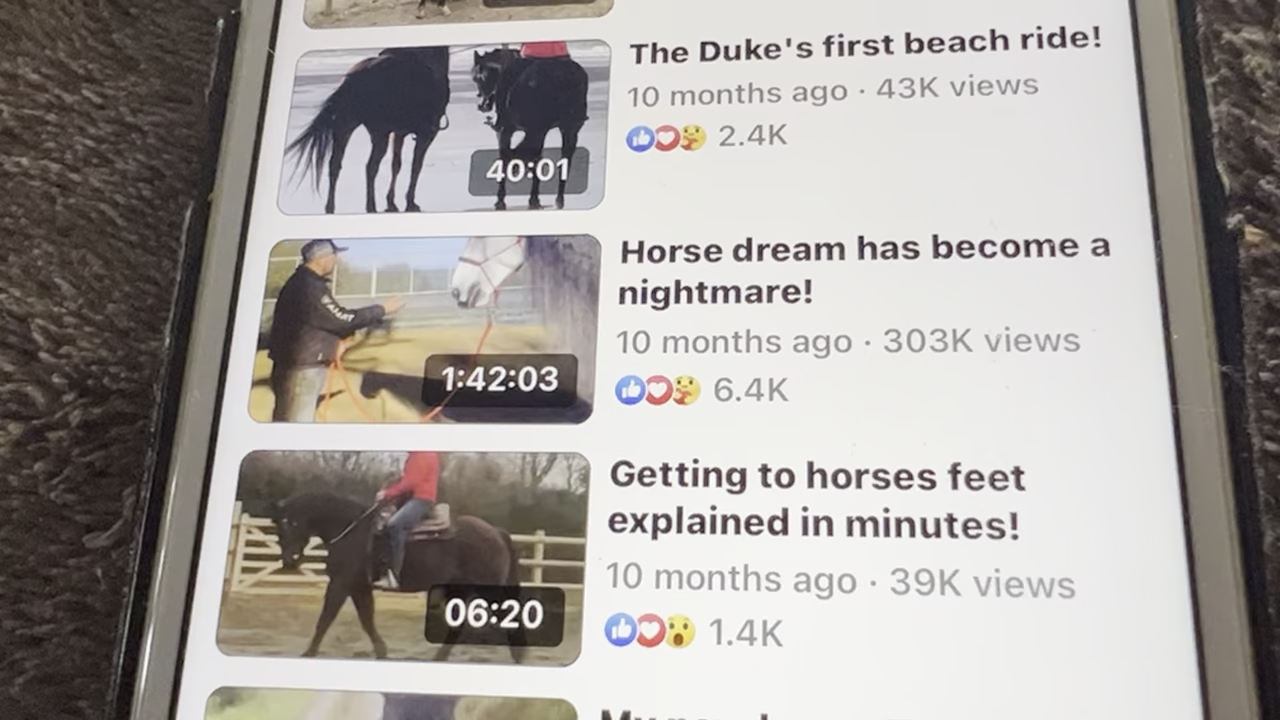 The Duke's first beach ride!
10 months ago · 43K views
2.4K
40:01
Horse dream has become a
nightmare!
10 months ago · 303K views
6.4K
1:42:03
Getting to horses feet
explained in minutes!
10 months ago · 39K views
1.4K
06:20
My